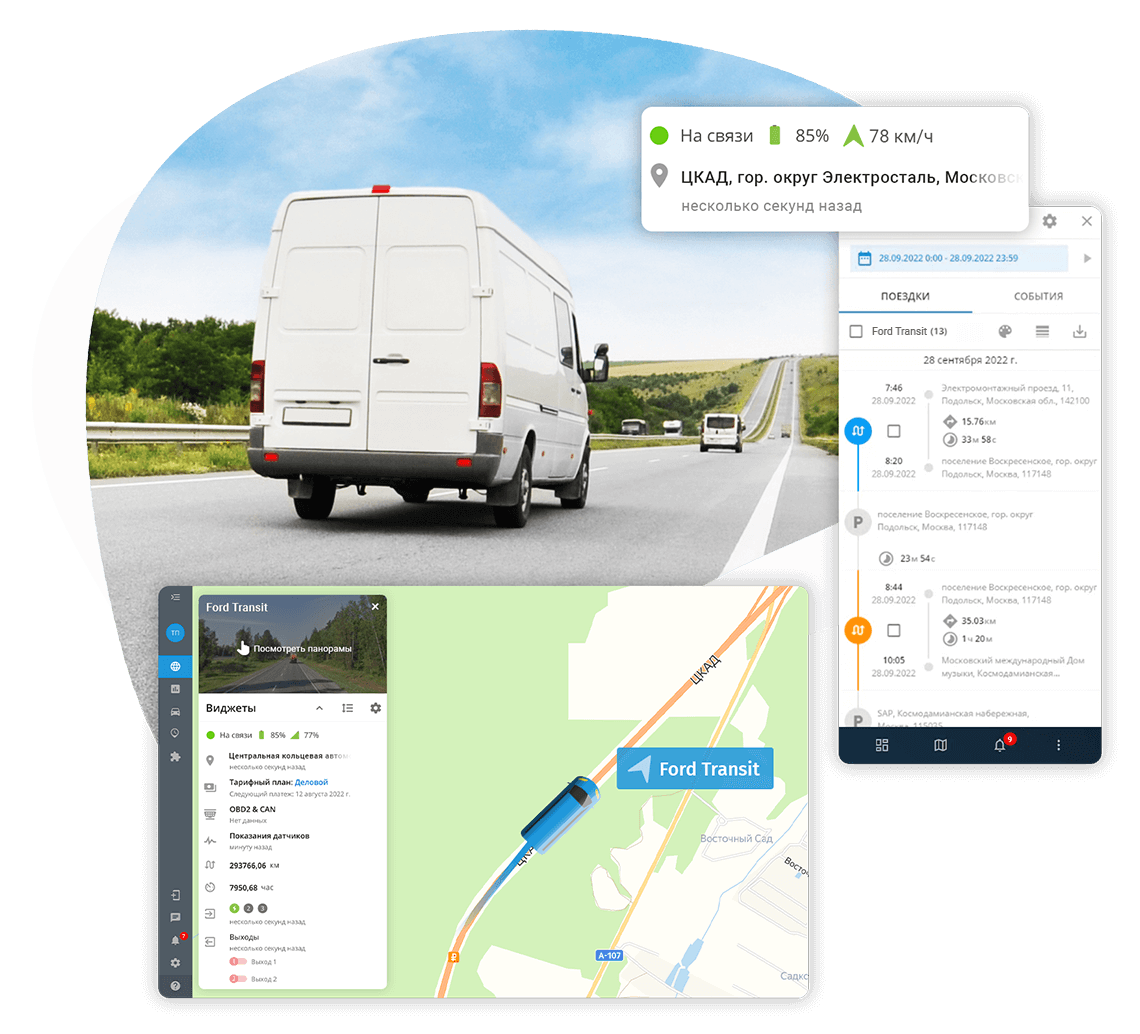 На связи 85% 78 км/ч
ЦКАД, гор. округ Электросталь, Московск
несколько секунд назад
28.09.2022 0:00 - 28.09.2022 23:59
ПОЕЗДКИ СОБЫТИЯ
Ford Transit (13)
28 сентября 2022 г.
7:46 Электромонтажный проезд, 11,
28.09.2022 Подольск, Московская обл., 142100
15.76км
33м 58с
8:20 поселение Воскресенское, гор. округ
28.09.2022 Подольск, Москва, 117148
P поселение Воскресенское, гор. округ
Подольск, Москва, 117148
23м 54с
8:44 поселение Воскресенское, гор. округ
28.09.2022 Подольск, Москва, 117148
35.03км
1ч 20м
10:05 Московский международный Дом
28.09.2022 музыки, Космодамианская...
P SAP, Космодамианская набережная,
Москва, 115035
9
ТП
Ford Transit
Посмотреть панорамы
Виджеты
На связи 85% 77%
Центральная кольцевая автом
несколько секунд назад
Тарифный план: Деловой
Следующий платеж: 12 августа 2022 г.
OBD2 & CAN
Нет данных
Показания датчиков
минуту назад
293766,06 км
7950,68 час
2 3
несколько секунд назад
Выходы
несколько секунд назад
1 Выход 1
2 Выход 2
7
ЦКАД
Ford Transit
ЦКА
Восточный Сад
Восто
А-107
₽
Садко